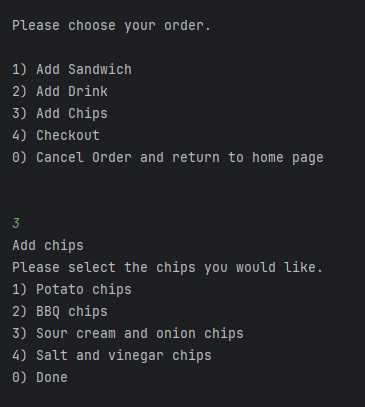 Please choose your order.
1) Add Sandwich
2) Add Drink
3) Add Chips
4) Checkout
0) Cancel Order and return to home page
3
Add chips
Please select the chips you would like.
1) Potato chips
2) BBQ chips
3) Sour cream and onion chips
4) Salt and vinegar chips
0) Done